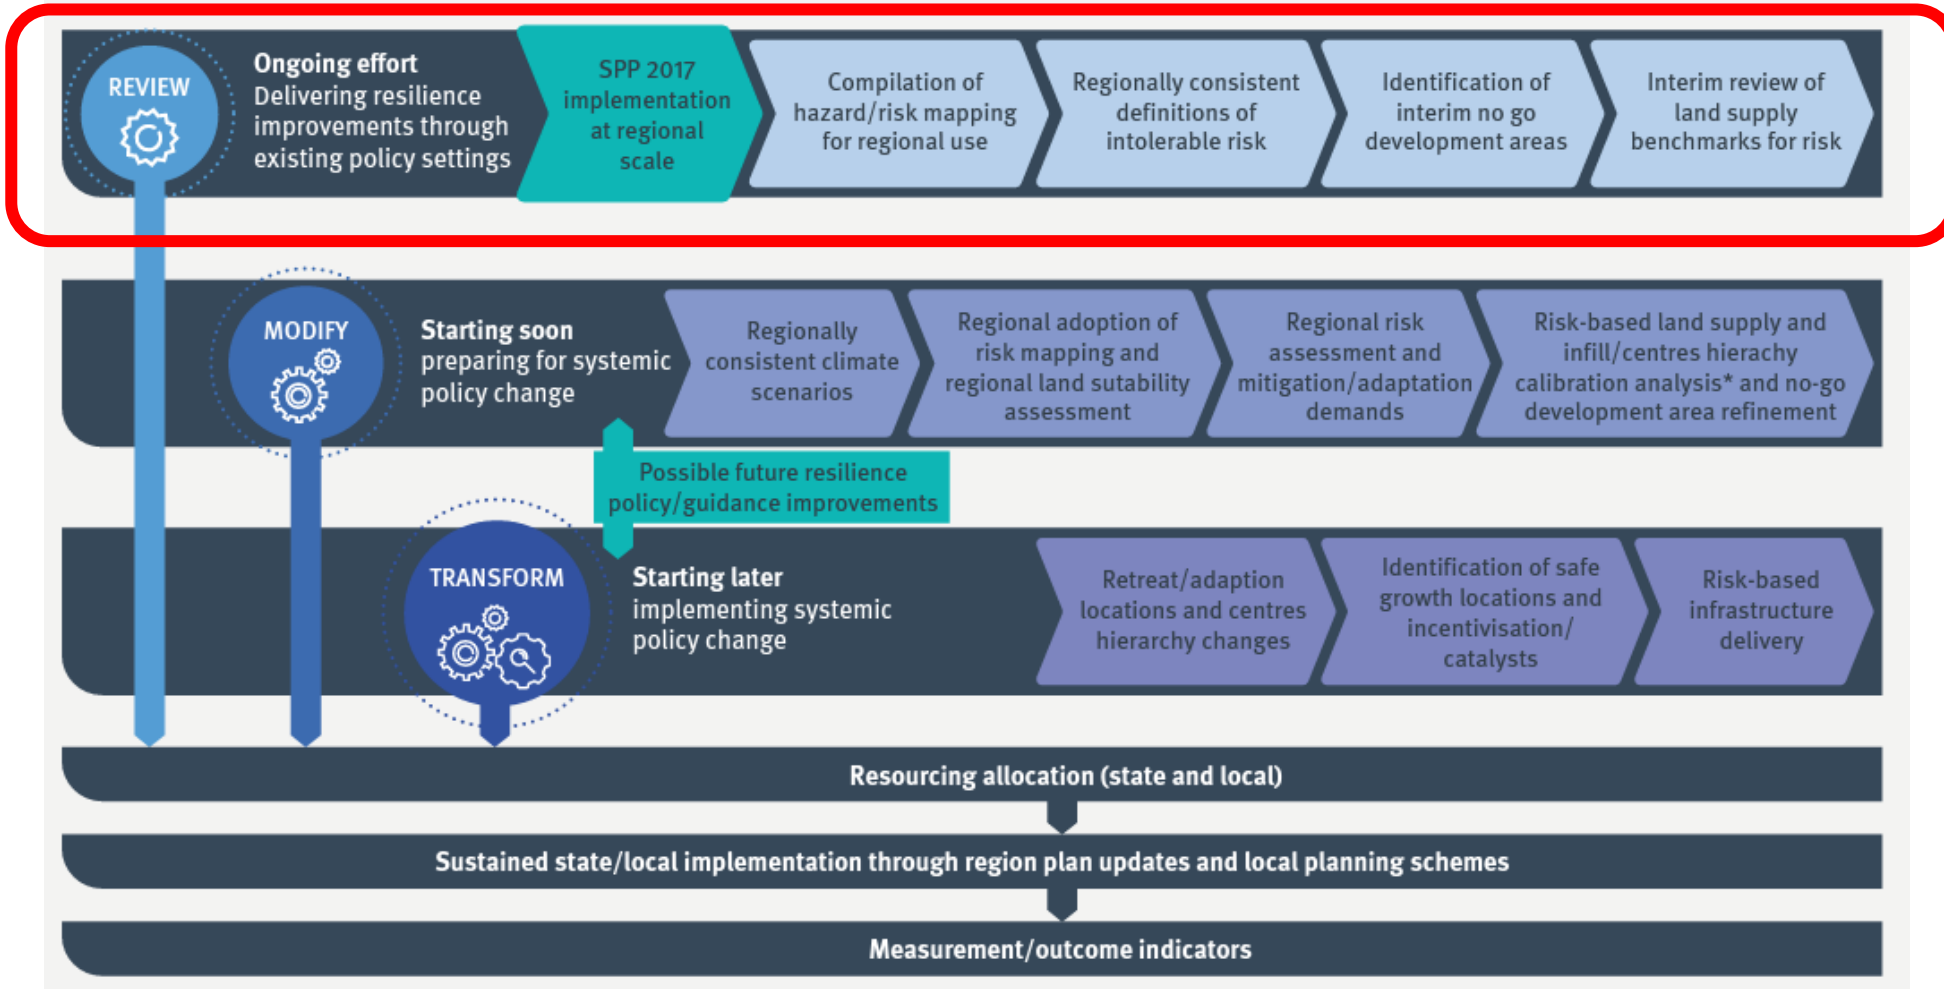 REVIEW
Ongoing effort
Delivering resilience
improvements through
existing policy settings
SPP 2017
implementation
at regional
scale
Compilation of
hazard/risk mapping
for regional use
Regionally consistent
definitions of
intolerable risk
Identification of
interim no go
development areas
Interim review of
land supply
benchmarks for risk
MODIFY
Starting soon
preparing for systemic
policy change
Regionally
consistent climate
scenarios
Regional adoption of
risk mapping and
regional land sutability
assessment
Regional risk
assessment and
mitigation/adaptation
demands
Risk-based land supply and
infill/centres hierachy
calibration analysis* and no-go
development area refinement
Possible future resilience
policy/guidance improvements
TRANSFORM
Starting later
implementing systemic
policy change
Retreat/adaption
locations and centres
hierarchy changes
Identification of safe
growth locations and
incentivisation/
catalysts
Risk-based
infrastructure
delivery
Resourcing allocation (state and local)
Sustained state/local implementation through region plan updates and local planning schemes
Measurement/outcome indicators